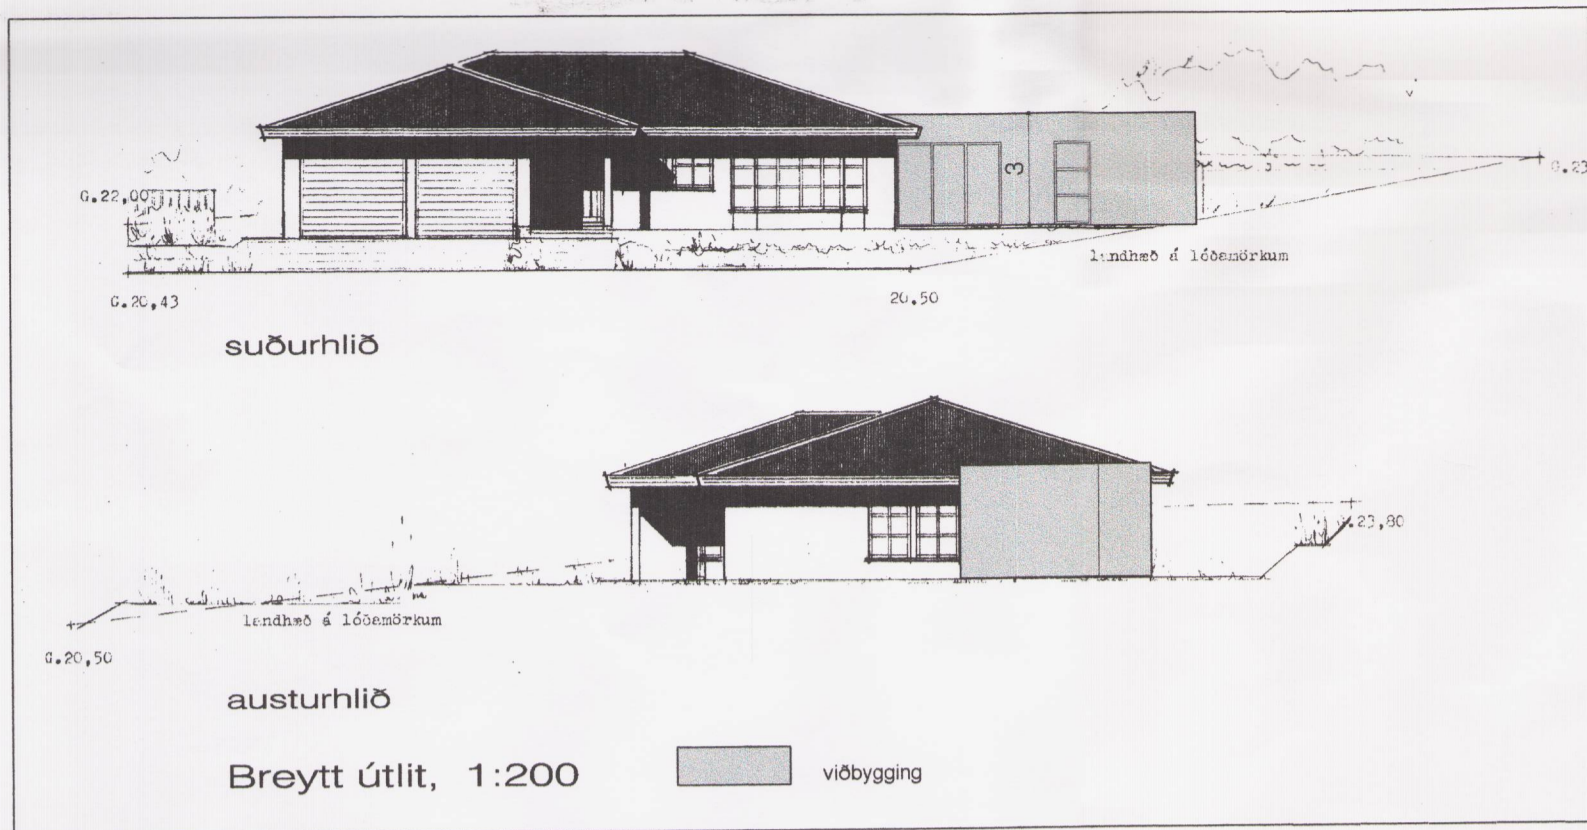 G.22,00
3
G.23
landhæð á lóðamörkum
G.20,43
20,50
suðurhlið
G.23,80
landhæð á lóðamörkum
G.20,50
austurhlið
Breytt útlit, 1:200
viðbygging